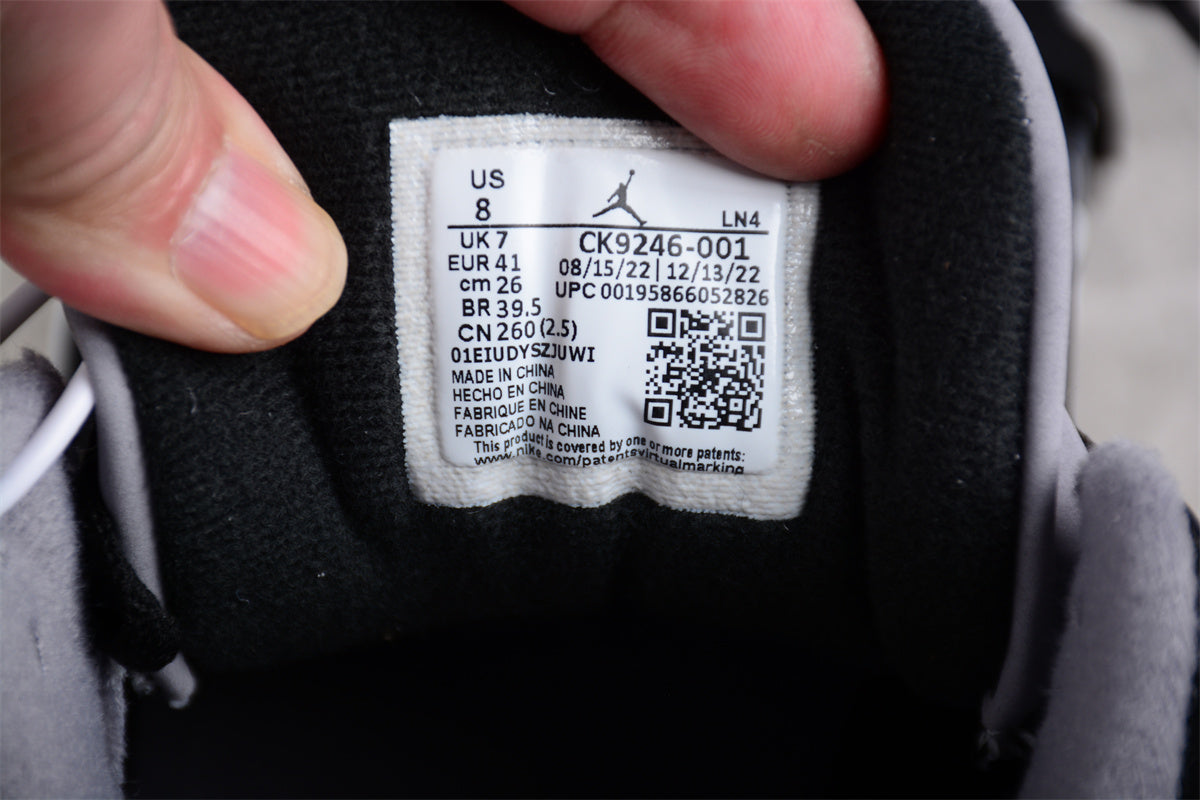 US
8
LN4
UK 7
EUR 41
cm 26
BR 39.5
CN 260 (2.5)
CK9246-001
08/15/22 | 12/13/22
UPC 00195866052826
01EIUDYSZJUWI
MADE IN CHINA
HECHO EN CHINA
FABRIQUE EN CHINE
FABRICADO NA CHINA
This product is covered by one or more patents:
www.nike.com/patentsvirtualmarking